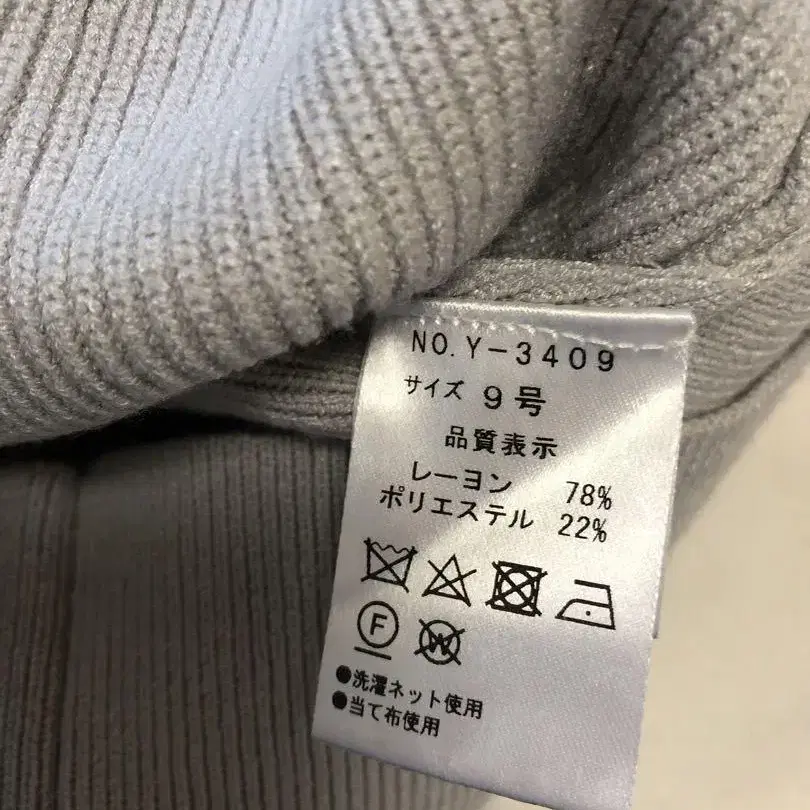 NO.Y-3409
サイズ 9号
品質表示
レーヨン 78%
ポリエステル 22%
F
W
●洗濯ネット使用
●当て布使用